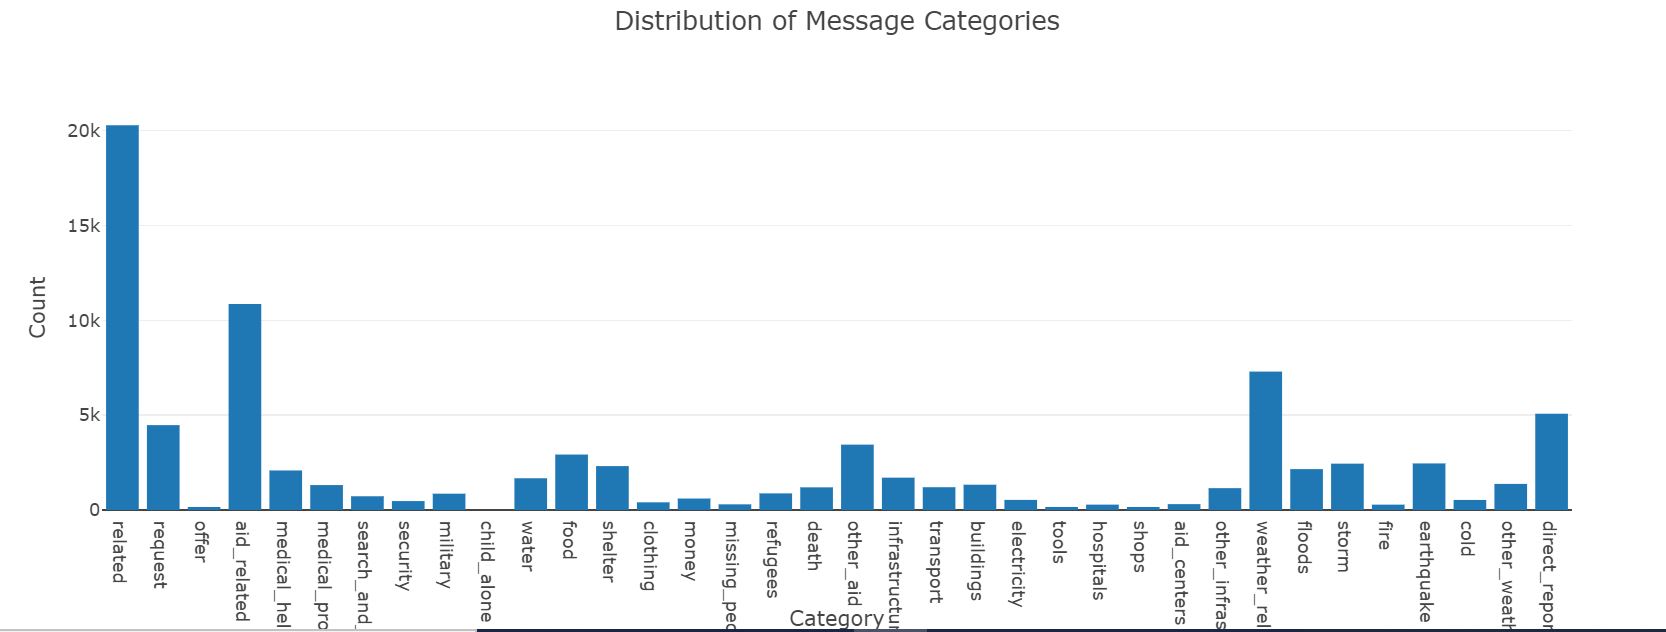 Distribution of Message Categories
Count
20k
15k
10k
5k
0
related
request
offer
aid_related
medical_hel
medical_pro
search_and_
security
military
child_alone
water
food
shelter
clothing
money
missing_peo
refugees
death
other_aid
infrastructur
transport
buildings
electricity
tools
hospitals
shops
aid_centers
other_infras
weather_rel
floods
storm
fire
earthquake
cold
other_weath
direct_repor
Category